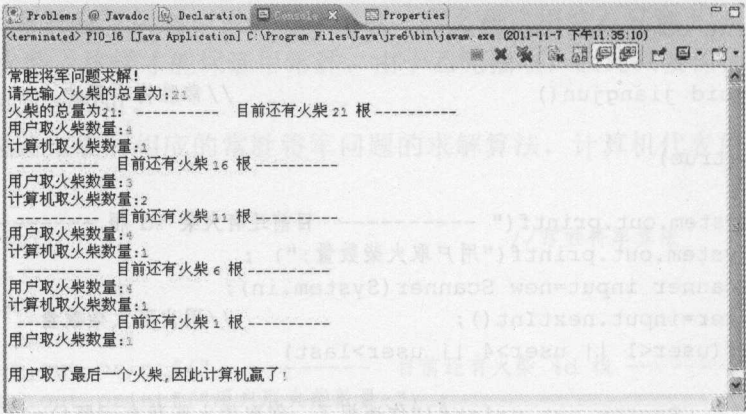 Problems @ Javadoc Declaration Console Properties
<terminated> P10_16 [Java Application] C:\Program Files\Java\jre6\bin\javaw.exe (2011-11-7 下午11:35:10)
常胜将军问题求解!
请先输入火柴的总量为:21
火柴的总量为21: ---------- 目前还有火柴 21 根----------
用户取火柴数量:4
计算机取火柴数量:1
---------- 目前还有火柴 16 根----------
用户取火柴数量:3
计算机取火柴数量:2
---------- 目前还有火柴 11 根----------
用户取火柴数量:4
计算机取火柴数量:1
---------- 目前还有火柴 6 根----------
用户取火柴数量:4
计算机取火柴数量:1
---------- 目前还有火柴 1 根----------
用户取火柴数量:1
用户取了最后一个火柴,因此计算机赢了!